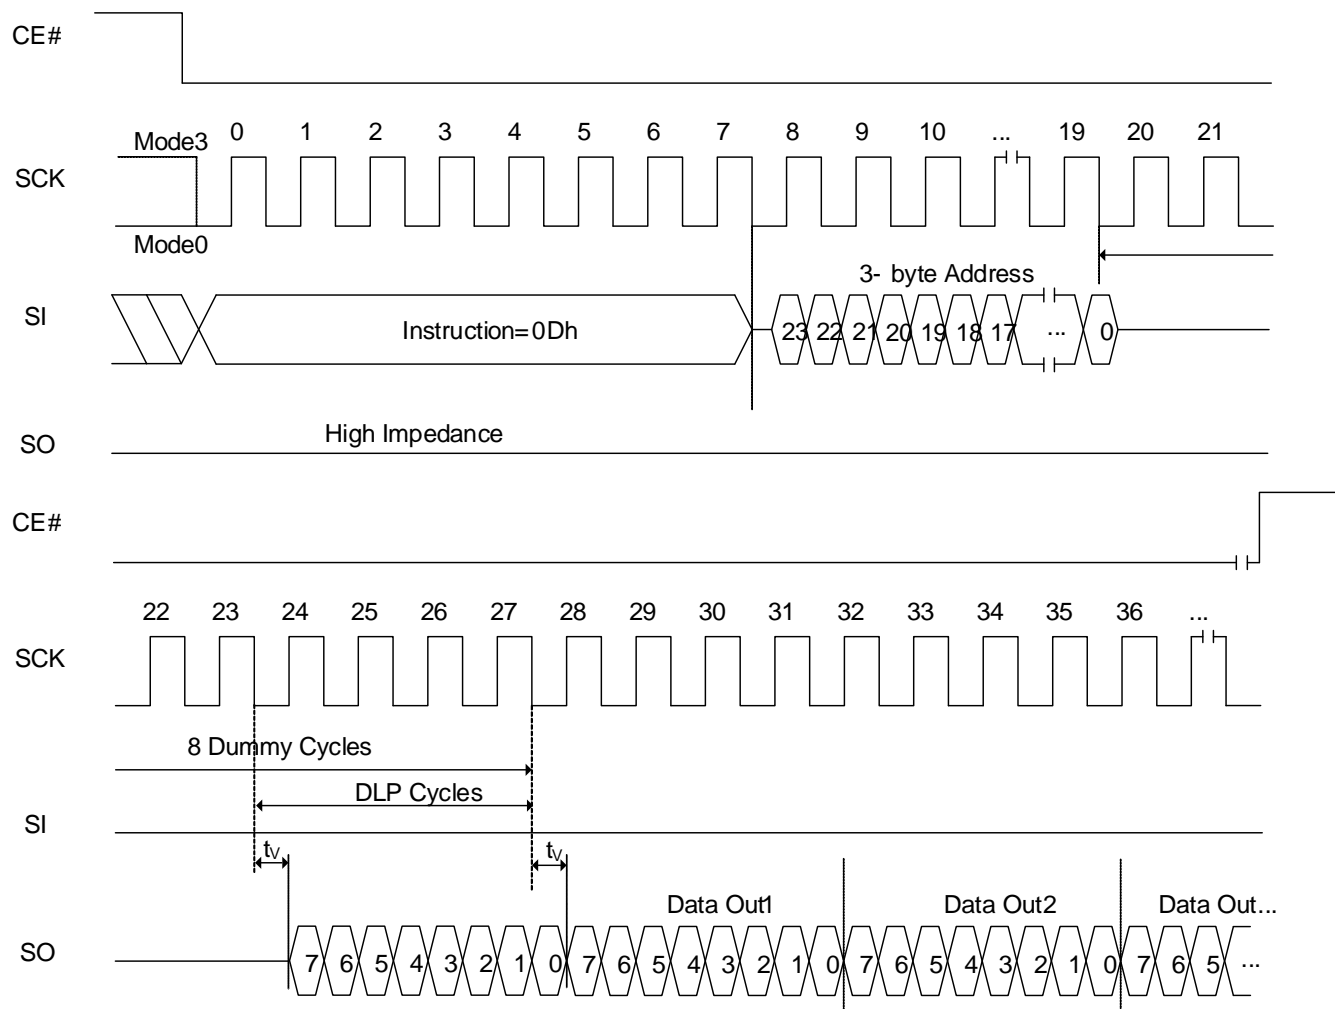 CE#
0 1 2 3 4 5 6 7 8 9 10 ... 19 20 21
Mode3
SCK
Mode0
3- byte Address
SI
Instruction=0Dh 23 22 21 20 19 18 17 ... 0
High Impedance
SO
CE#
22 23 24 25 26 27 28 29 30 31 32 33 34 35 36 ...
SCK
8 Dummy Cycles
DLP Cycles
SI
tV tV
Data Out1 Data Out2 Data Out...
SO 7 6 5 4 3 2 1 0 7 6 5 4 3 2 1 0 7 6 5 4 3 2 1 0 7 6 5 ...